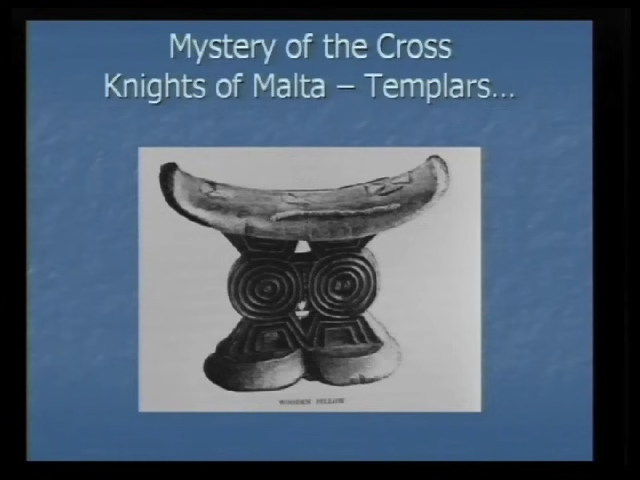 Mystery of the Cross
Knights of Malta – Templars...
WOODEN PILLOW